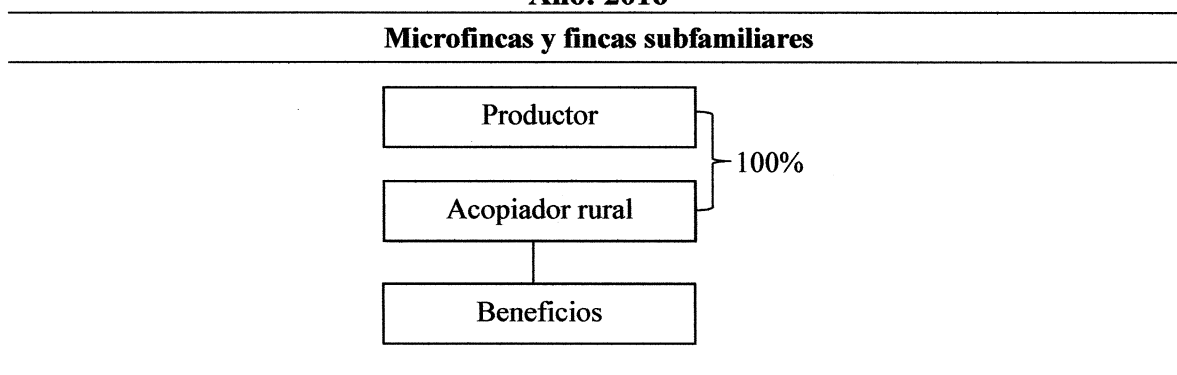 Microfincas y fincas subfamiliares
Productor
100%
Acopiador rural
Beneficios